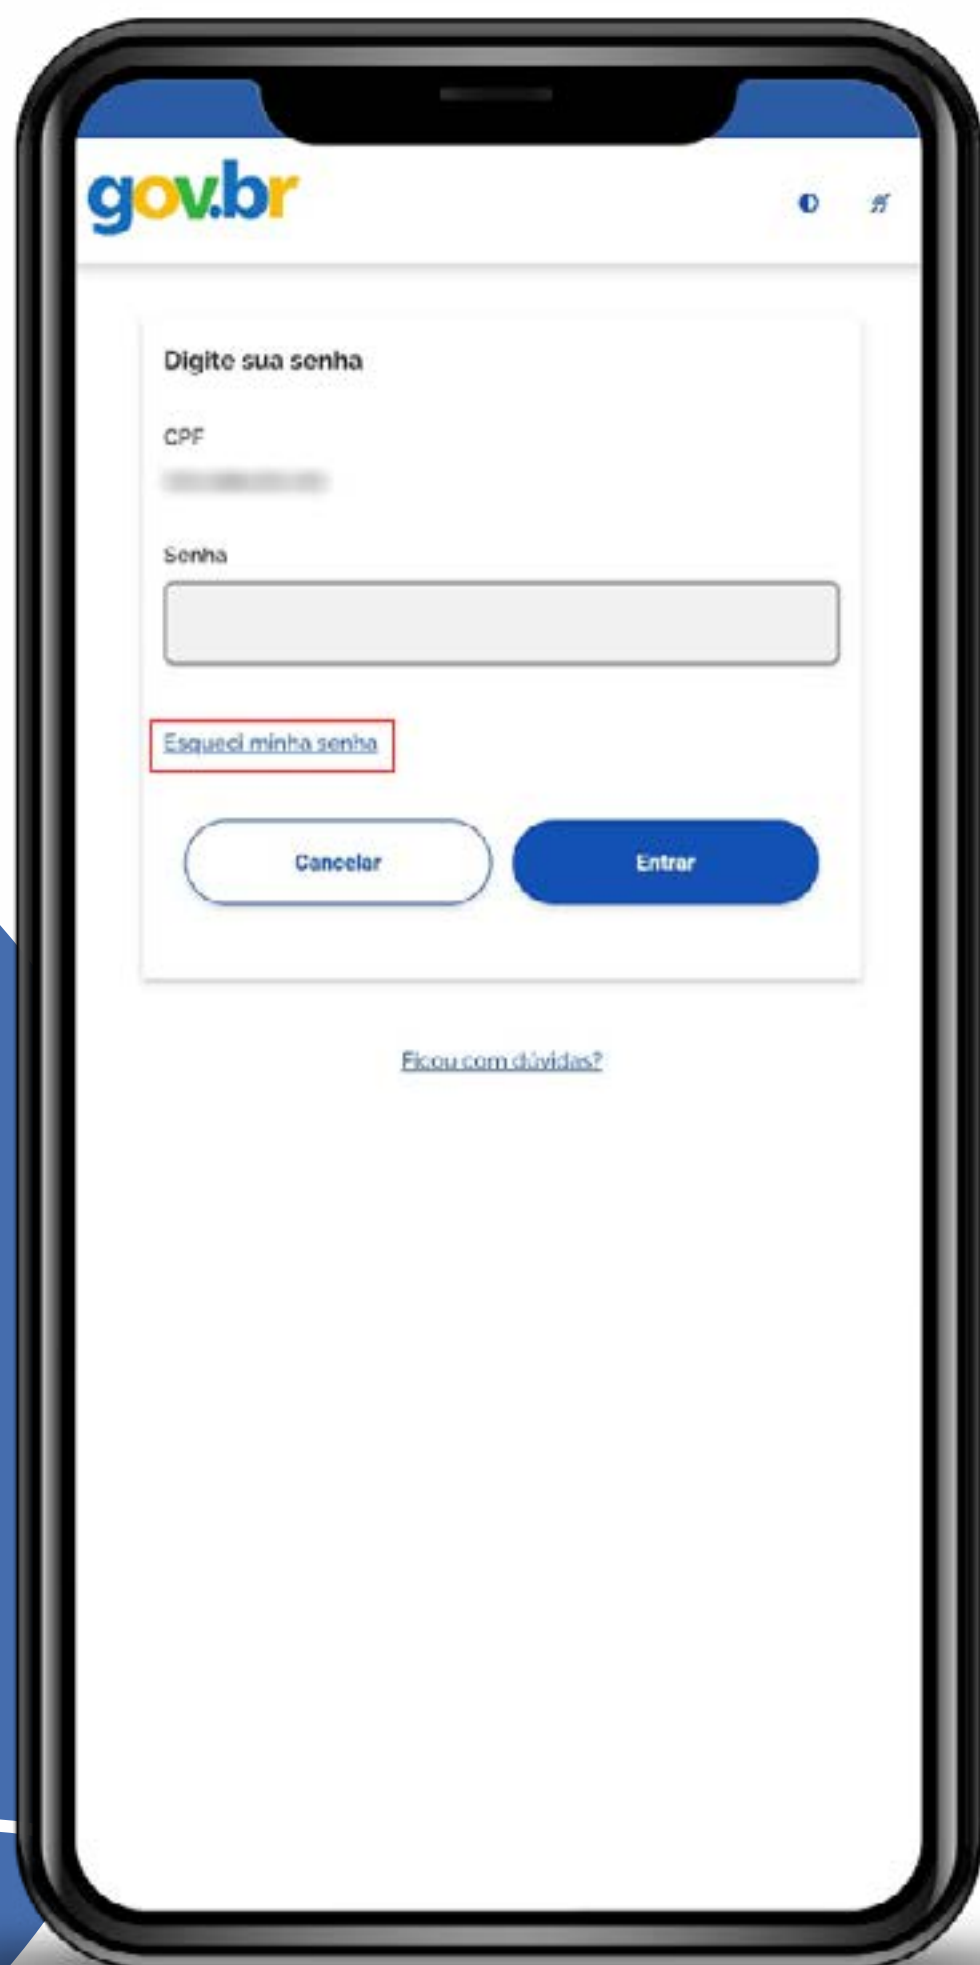 gov.br
Digite sua senha
CPF
Senha
Esqueci minha senha
Cancelar
Entrar
Ficou com dúvidas?